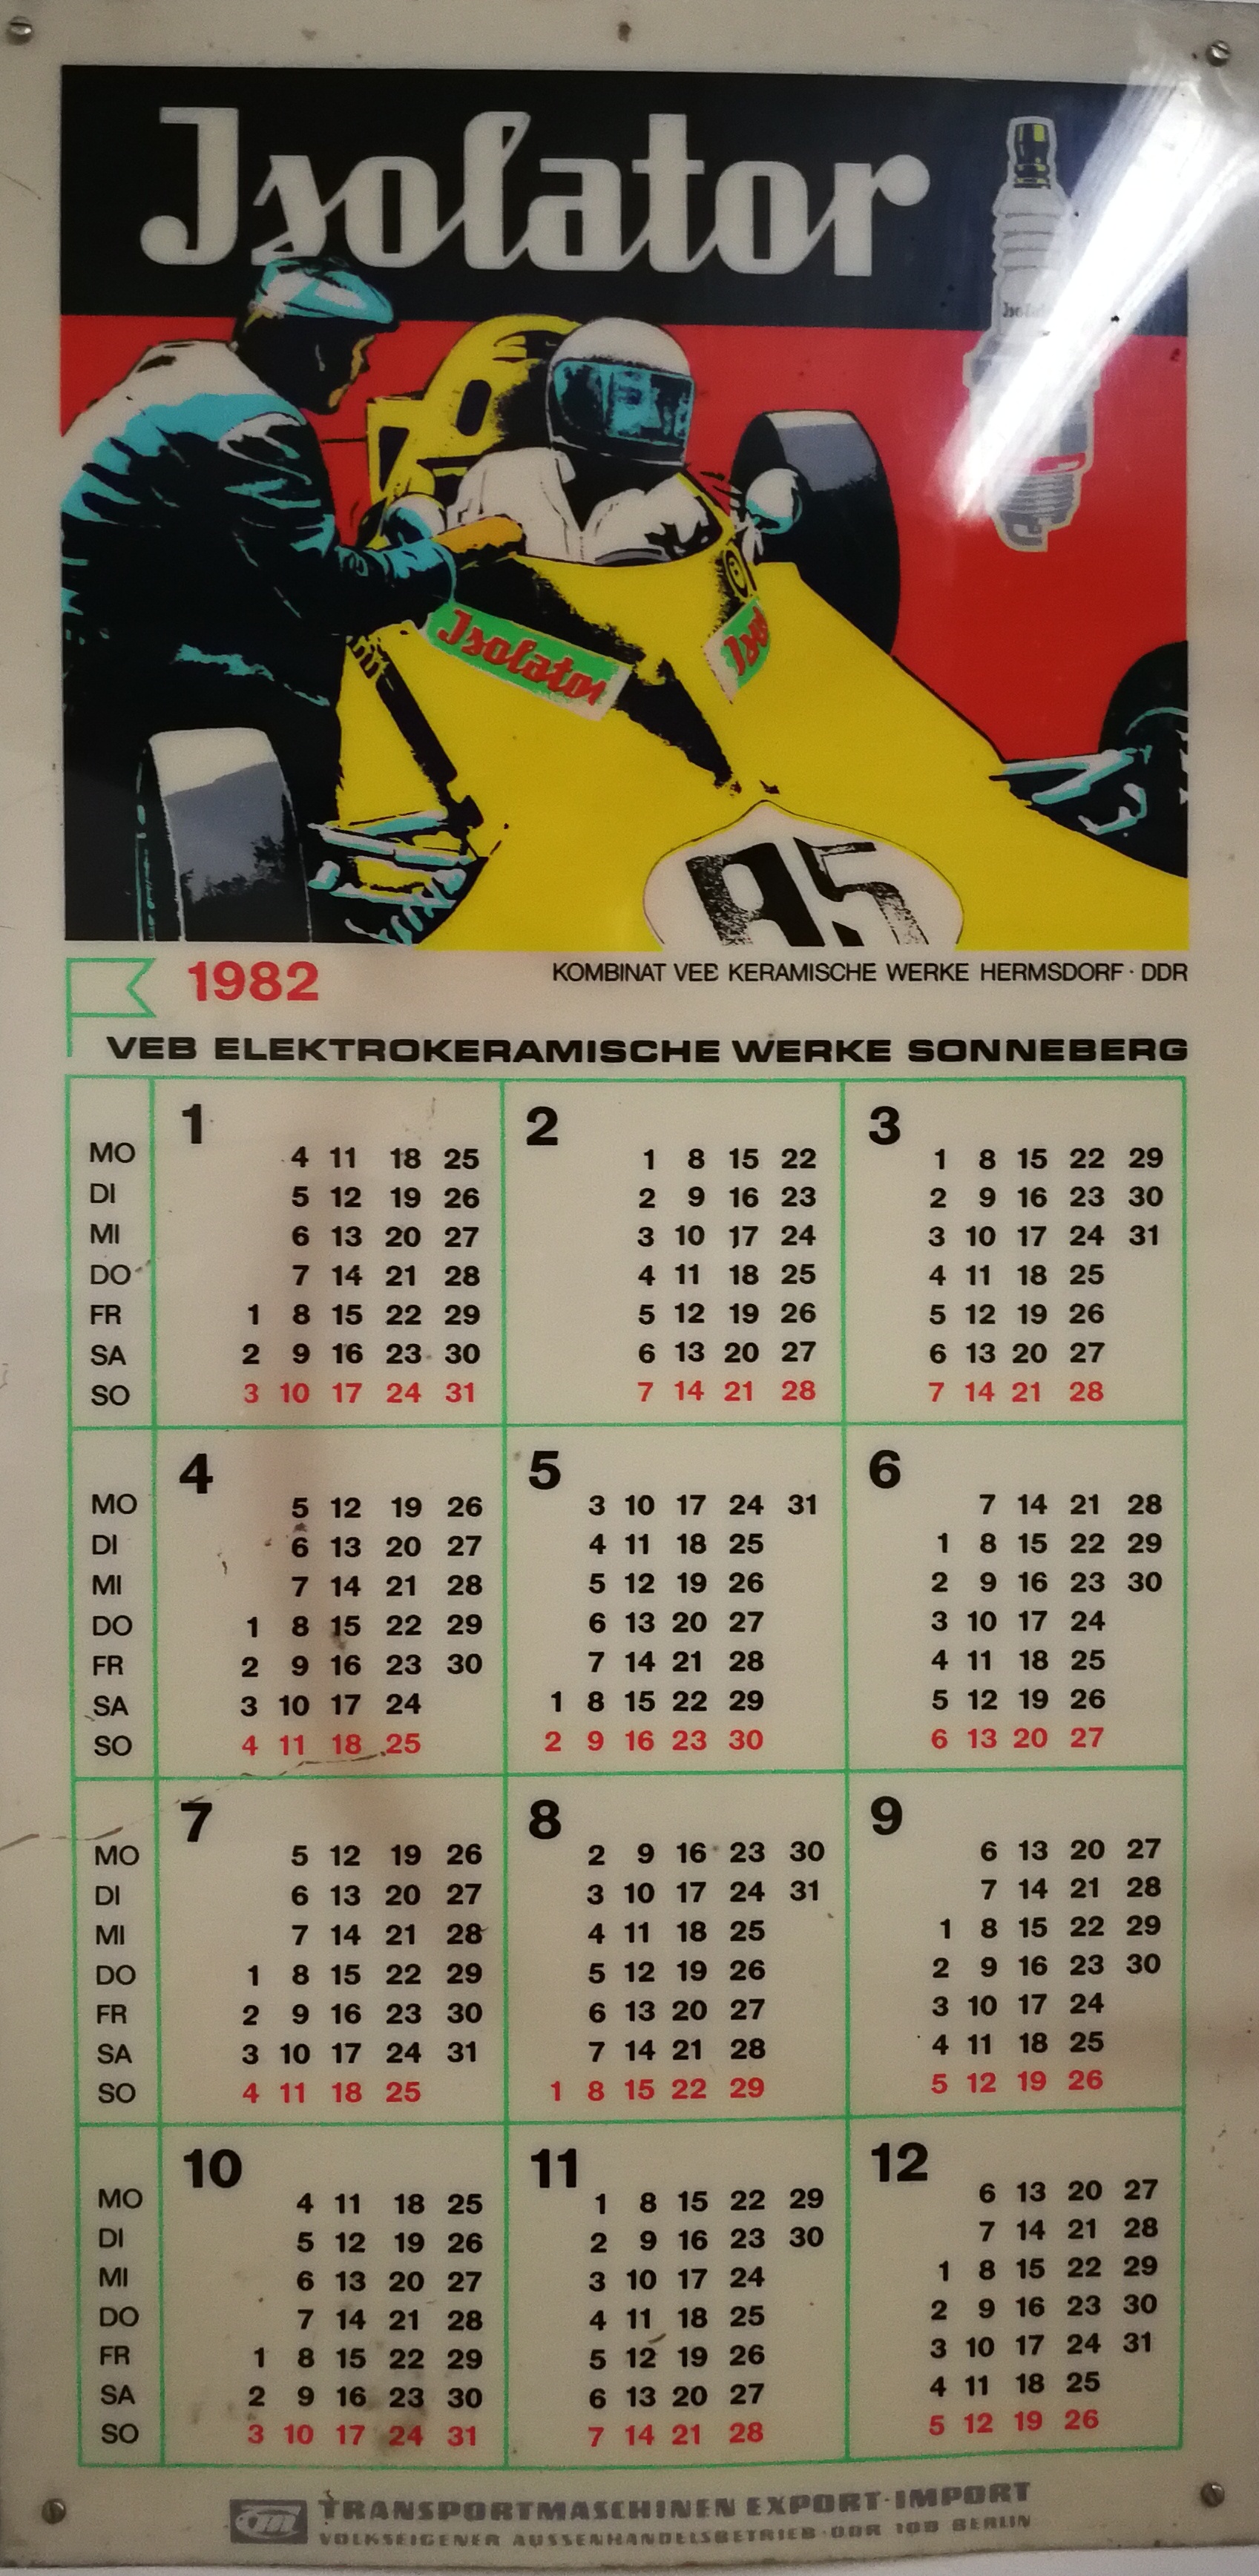 Isolator
Isolator
Isolator
Iso
95
1982
KOMBINAT VEB KERAMISCHE WERKE HERMSDORF · DDR
VEB ELEKTROKERAMISCHE WERKE SONNEBERG
1 2 3
MO 4 11 18 25 1 8 15 22 1 8 15 22 29
DI 5 12 19 26 2 9 16 23 2 9 16 23 30
MI 6 13 20 27 3 10 17 24 3 10 17 24 31
DO 7 14 21 28 4 11 18 25 4 11 18 25
FR 1 8 15 22 29 5 12 19 26 5 12 19 26
SA 2 9 16 23 30 6 13 20 27 6 13 20 27
SO 3 10 17 24 31 7 14 21 28 7 14 21 28
4 5 6
MO 5 12 19 26 3 10 17 24 31 7 14 21 28
DI 6 13 20 27 4 11 18 25 1 8 15 22 29
MI 7 14 21 28 5 12 19 26 2 9 16 23 30
DO 1 8 15 22 29 6 13 20 27 3 10 17 24
FR 2 9 16 23 30 7 14 21 28 4 11 18 25
SA 3 10 17 24 1 8 15 22 29 5 12 19 26
SO 4 11 18 25 2 9 16 23 30 6 13 20 27
7 8 9
MO 5 12 19 26 2 9 16 23 30 6 13 20 27
DI 6 13 20 27 3 10 17 24 31 7 14 21 28
MI 7 14 21 28 4 11 18 25 1 8 15 22 29
DO 1 8 15 22 29 5 12 19 26 2 9 16 23 30
FR 2 9 16 23 30 6 13 20 27 3 10 17 24
SA 3 10 17 24 31 7 14 21 28 4 11 18 25
SO 4 11 18 25 1 8 15 22 29 5 12 19 26
10 11 12
MO 4 11 18 25 1 8 15 22 29 6 13 20 27
DI 5 12 19 26 2 9 16 23 30 7 14 21 28
MI 6 13 20 27 3 10 17 24 1 8 15 22 29
DO 7 14 21 28 4 11 18 25 2 9 16 23 30
FR 1 8 15 22 29 5 12 19 26 3 10 17 24 31
SA 2 9 16 23 30 6 13 20 27 4 11 18 25
SO 3 10 17 24 31 7 14 21 28 5 12 19 26
TRANSPORTMASCHINEN EXPORT-IMPORT
VOLKSEIGENER AUSSENHANDELSBETRIEB · DDR 108 BERLIN